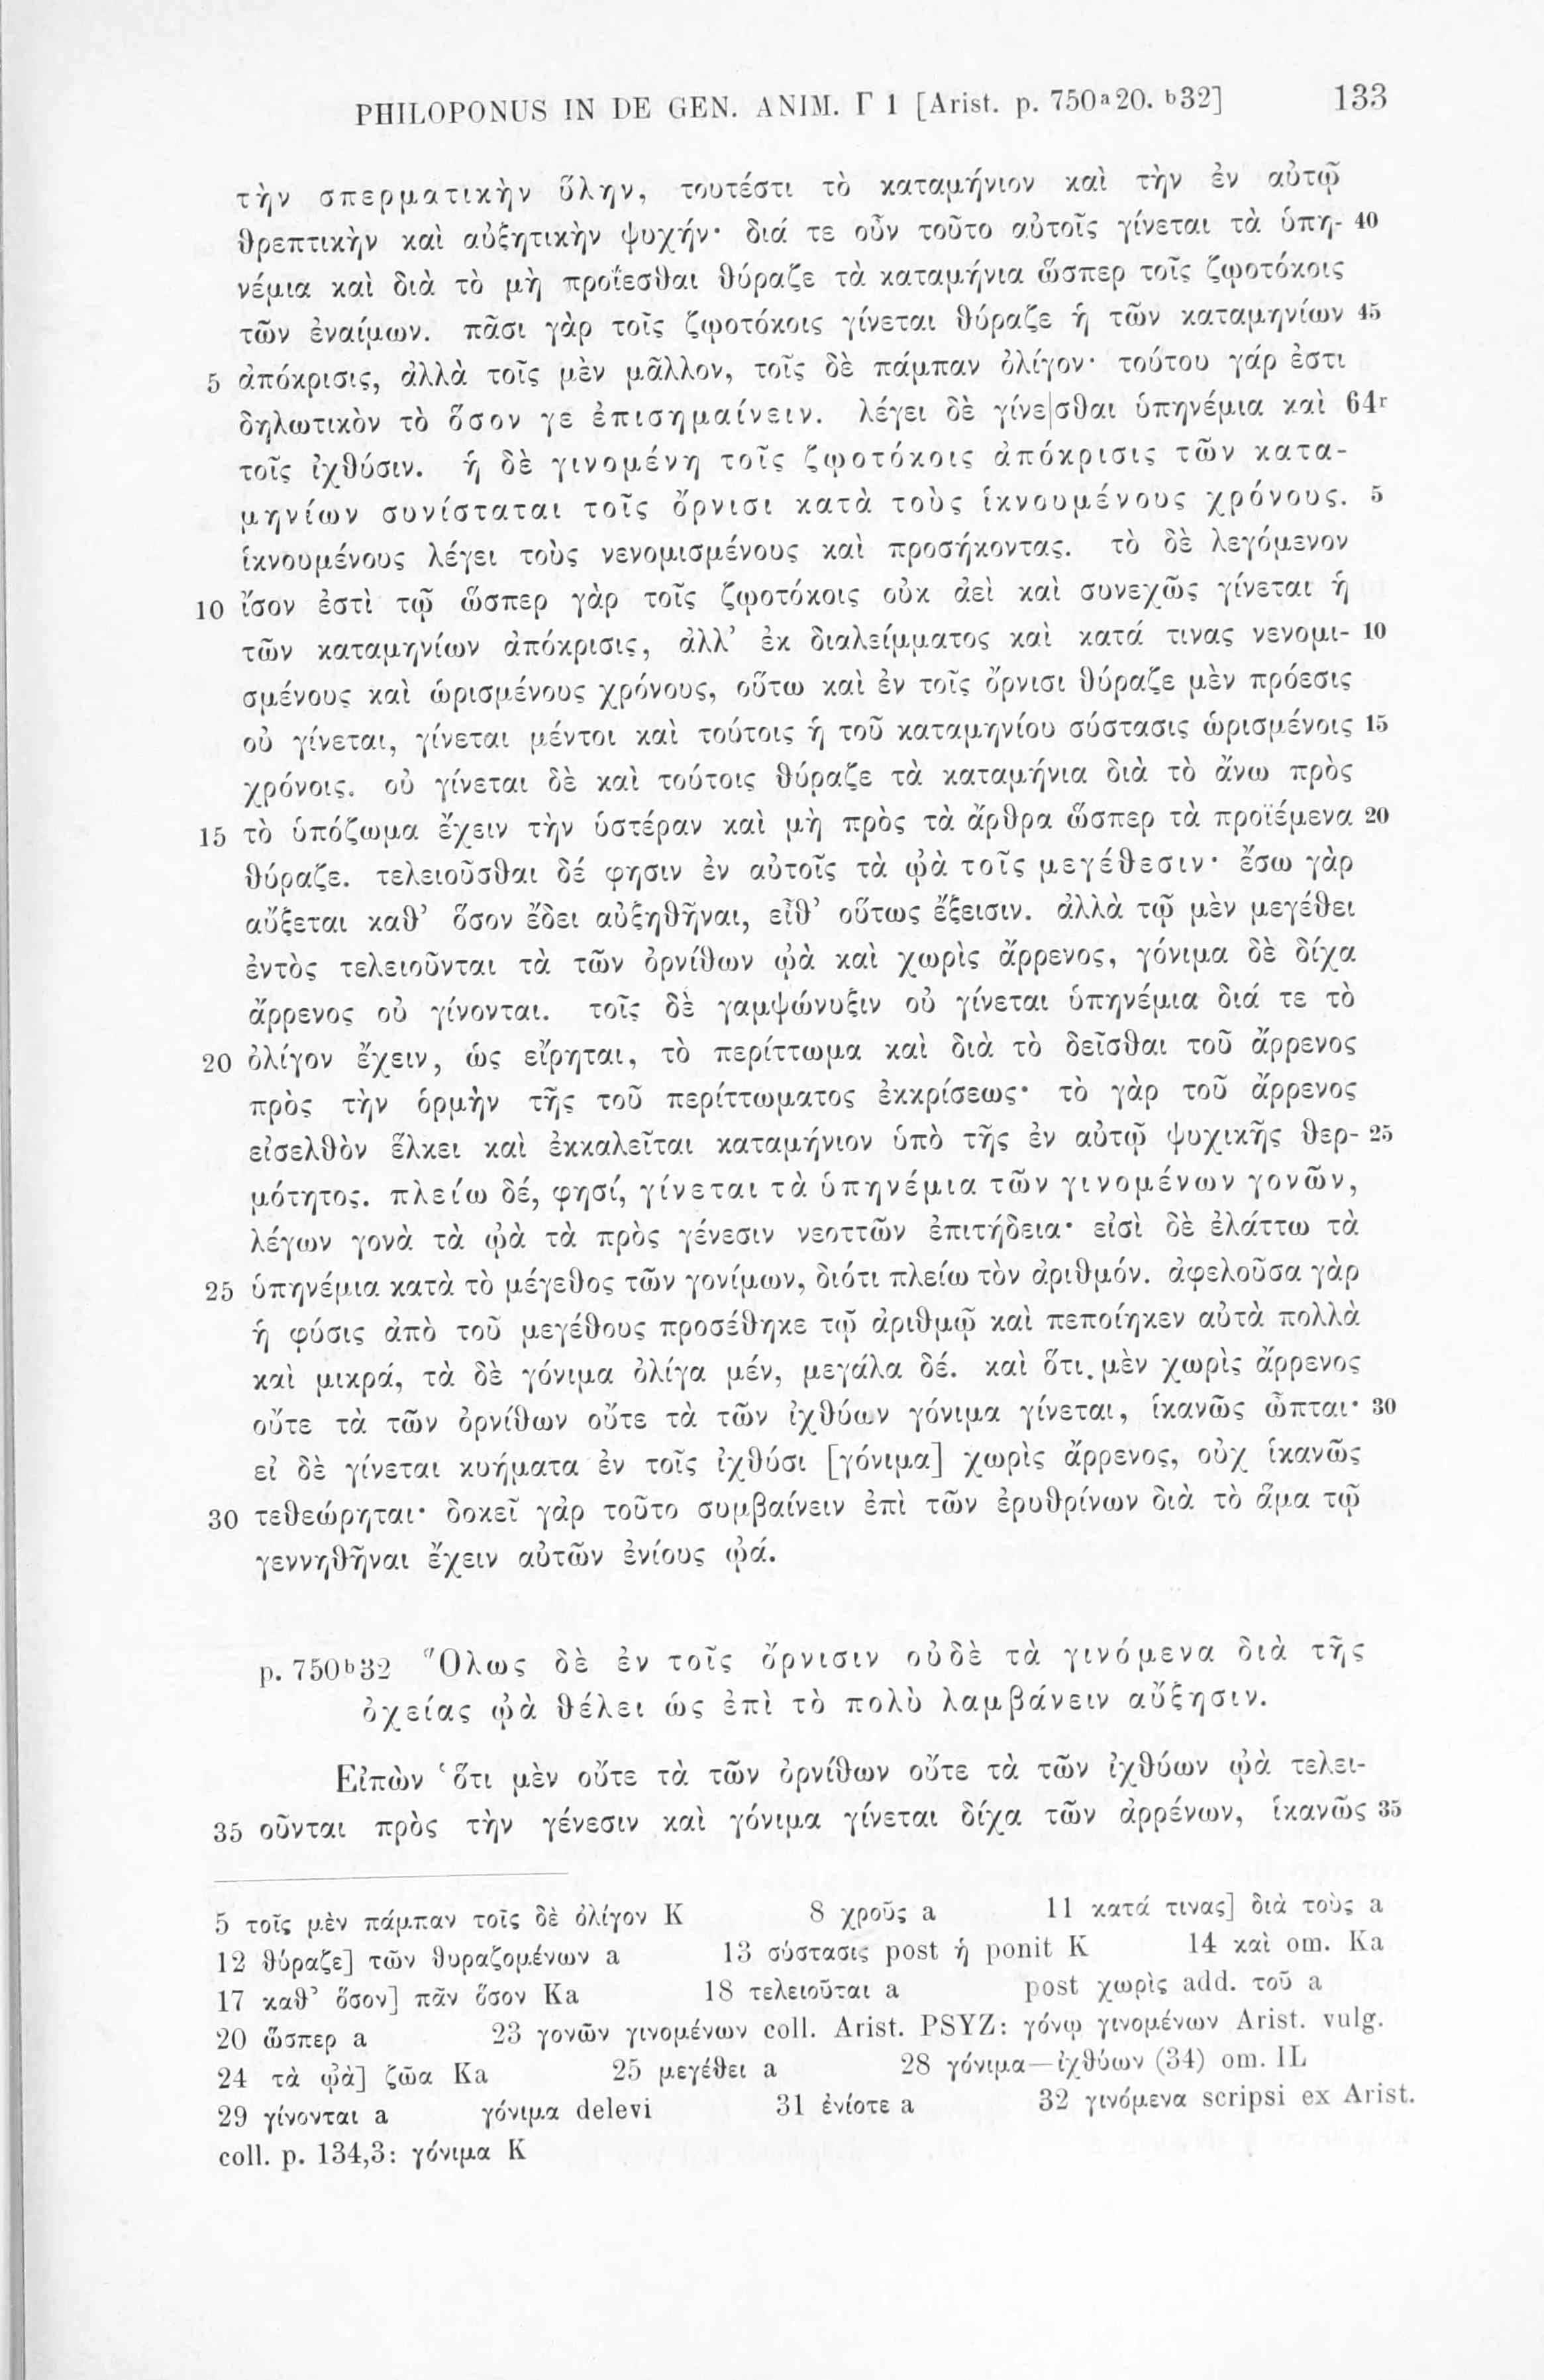 PHILOPONUS IN DE GEN. ANIM. Γ 1 [Arist. p. 750a20. b32] 133
τὴν σπερματικὴν ὕλην, τουτέστι τὸ καταμήνιον καὶ τὴν ἐν αὐτῷ
θρεπτικὴν καὶ αὐξητικὴν ψυχήν· διά τε οὖν τοῦτο αὐτοῖς γίνεται τὰ ὑπη- 40
νέμια καὶ διὰ τὸ μὴ προΐεσθαι θύραζε τὰ καταμήνια ὥσπερ τοῖς ζῳοτόκοις
τῶν ἐναίμων. πᾶσι γὰρ τοῖς ζῳοτόκοις γίνεται θύραζε ἡ τῶν καταμηνίων 45
5 ἀπόκρισις, ἀλλὰ τοῖς μὲν μᾶλλον, τοῖς δὲ πάμπαν ὀλίγον· τούτου γάρ ἐστι
δηλωτικὸν τὸ ὅσον γε ἐπισημαίνειν. λέγει δὲ γίνε|σθαι ὑπηνέμια καὶ 64r
τοῖς ἰχθύσιν. ἡ δὲ γινομένη τοῖς ζῳοτόκοις ἀπόκρισις τῶν κατα-
μηνίων συνίσταται τοῖς ὄρνισι κατὰ τοὺς ἱκνουμένους χρόνους. 5
ἱκνουμένους λέγει τοὺς νενομισμένους καὶ προσήκοντας. τὸ δὲ λεγόμενον
10 ἴσον ἐστὶ τῷ ὥσπερ γὰρ τοῖς ζῳοτόκοις οὐκ ἀεὶ καὶ συνεχῶς γίνεται ἡ
τῶν καταμηνίων ἀπόκρισις, ἀλλ’ ἐκ διαλείμματος καὶ κατά τινας νενομι- 10
σμένους καὶ ὡρισμένους χρόνους, οὕτω καὶ ἐν τοῖς ὄρνισι θύραζε μὲν πρόεσις
οὐ γίνεται, γίνεται μέντοι καὶ τούτοις ἡ τοῦ καταμηνίου σύστασις ὡρισμένοις 15
χρόνοις. οὐ γίνεται δὲ καὶ τούτοις θύραζε τὰ καταμήνια διὰ τὸ ἄνω πρὸς
15 τὸ ὑπόζωμα ἔχειν τὴν ὑστέραν καὶ μὴ πρὸς τὰ ἄρθρα ὥσπερ τὰ προϊέμενα 20
θύραζε. τελειοῦσθαι δέ φησιν ἐν αὐτοῖς τὰ ᾠὰ τοῖς μεγέθεσιν· ἔσω γὰρ
αὔξεται καθ’ ὅσον ἔδει αὐξηθῆναι, εἶθ’ οὕτως ἔξεισιν. ἀλλὰ τῷ μὲν μεγέθει
ἐντὸς τελειοῦνται τὰ τῶν ὀρνίθων ᾠὰ καὶ χωρὶς ἄρρενος, γόνιμα δὲ δίχα
ἄρρενος οὐ γίνονται. τοῖς δὲ γαμψώνυξιν οὐ γίνεται ὑπηνέμια διά τε τὸ
20 ὀλίγον ἔχειν, ὡς εἴρηται, τὸ περίττωμα καὶ διὰ τὸ δεῖσθαι τοῦ ἄρρενος
πρὸς τὴν ὁρμὴν τῆς τοῦ περίττωματος ἐκκρίσεως· τὸ γὰρ τοῦ ἄρρενος
εἰσελθὸν ἕλκει καὶ ἐκκαλεῖται καταμήνιον ὑπὸ τῆς ἐν αὐτῷ ψυχικῆς θερ- 25
μότητος. πλείω δέ, φησί, γίνεται τὰ ὑπηνέμια τῶν γινομένων γονῶν,
λέγων γονὰ τὰ ᾠὰ τὰ πρὸς γένεσιν νεοττῶν ἐπιτήδεια· εἰσὶ δὲ ἐλάττω τὰ
25 ὑπηνέμια κατὰ τὸ μέγεθος τῶν γονίμων, διότι πλείω τὸν ἀριθμόν. ἀφελοῦσα γὰρ
ἡ φύσις ἀπὸ τοῦ μεγέθους προσέθηκε τῷ ἀριθμῷ καὶ πεποίηκεν αὐτὰ πολλὰ
καὶ μικρά, τὰ δὲ γόνιμα ὀλίγα μέν, μεγάλα δέ. καὶ ὅτι μὲν χωρὶς ἄρρενος
οὔτε τὰ τῶν ὀρνίθων οὔτε τὰ τῶν ἰχθύων γόνιμα γίνεται, ἱκανῶς ὦπται· 30
εἰ δὲ γίνεται κυήματα ἐν τοῖς ἰχθύσι [γόνιμα] χωρὶς ἄρρενος, οὐχ ἱκανῶς
30 τεθεώρηται· δοκεῖ γὰρ τοῦτο συμβαίνειν ἐπὶ τῶν ἐρυθρίνων διὰ τὸ ἅμα τῷ
γεννηθῆναι ἔχειν αὐτῶν ἐνίους ᾠά.
p. 750b32 Ὅλως δὲ ἐν τοῖς ὄρνισιν οὐδὲ τὰ γινόμενα διὰ τῆς
ὀχείας ᾠὰ θέλει ὡς ἐπὶ τὸ πολὺ λαμβάνειν αὔξησιν.
Εἰπὼν ‘ὅτι μὲν οὔτε τὰ τῶν ὀρνίθων οὔτε τὰ τῶν ἰχθύων ᾠὰ τελει-
35 οῦνται πρὸς τὴν γένεσιν καὶ γόνιμα γίνεται δίχα τῶν ἀρρένων, ἱκανῶς 35
5 τοῖς μὲν πάμπαν τοῖς δὲ ὀλίγον K 8 χροῦς a 11 κατά τινας] διὰ τοὺς a
12 θύραζε] τῶν θυραζομένων a 13 σύστασις post ἡ ponit K 14 καὶ om. Ka
17 καθ’ ὅσον] πᾶν ὅσον Ka 18 τελειοῦται a post χωρὶς add. τοῦ a
20 ὥσπερ a 23 γονῶν γινομένων coll. Arist. PSYZ: γόνῳ γινομένων Arist. vulg.
24 τὰ ᾠὰ] ζῶα Ka 25 μεγέθει a 28 γόνιμα—ἰχθύων (34) om. IL
29 γίνονται a γόνιμα delevi 31 ἐνίοτε a 32 γινόμενα scripsi ex Arist.
coll. p. 134,3: γόνιμα K